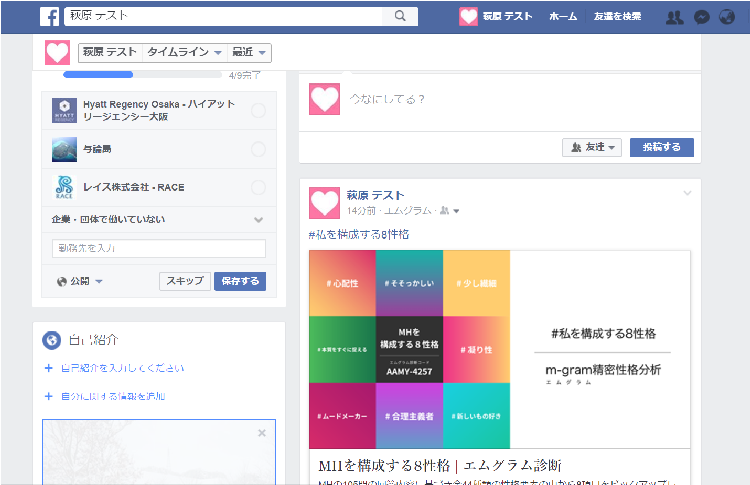 萩原 テスト
萩原 テスト
ホーム
友達を検索
萩原 テスト
タイムライン
最近
4/9完了
Hyatt Regency Osaka - ハイアット
リージェンシー大阪
HYATT
REGENCY
与論島
レイス株式会社 - RACE
RACE
企業・団体で働いていない
勤務先を入力
公開
スキップ
保存する
自己紹介
自己紹介を入力してください
自分に関する情報を追加
今なにしてる？
友達
投稿する
萩原 テスト
14分前・エムグラム・
#私を構成する8性格
#心配性
#そそっかしい
#少し繊細
#本質をすぐに捉える
MHを
構成する8性格
エムグラム診断コード
AAMY-4257
#凝り性
#ムードメーカー
#合理主義者
#新しいもの好き
#私を構成する8性格
m-gram精密性格分析
エムグラム
MHを構成する8性格 | エムグラム診断